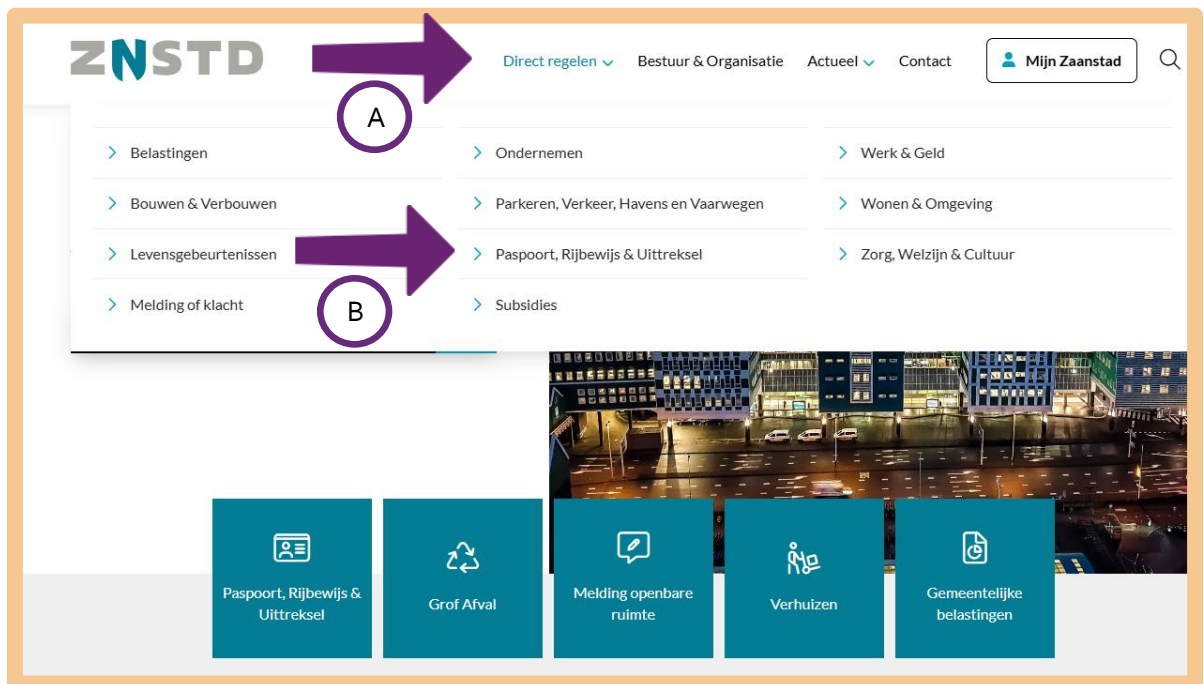 ZNSTD
Direct regelen
Bestuur & Organisatie
Actueel
Contact
Mijn Zaanstad
A
Belastingen
Ondernemen
Werk & Geld
Bouwen & Verbouwen
Parkeren, Verkeer, Havens en Vaarwegen
Wonen & Omgeving
Levensgebeurtenissen
Paspoort, Rijbewijs & Uittreksel
Zorg, Welzijn & Cultuur
Melding of klacht
B
Subsidies
Paspoort, Rijbewijs &
Uittreksel
Grof Afval
Melding openbare
ruimte
Verhuizen
Gemeentelijke
belastingen